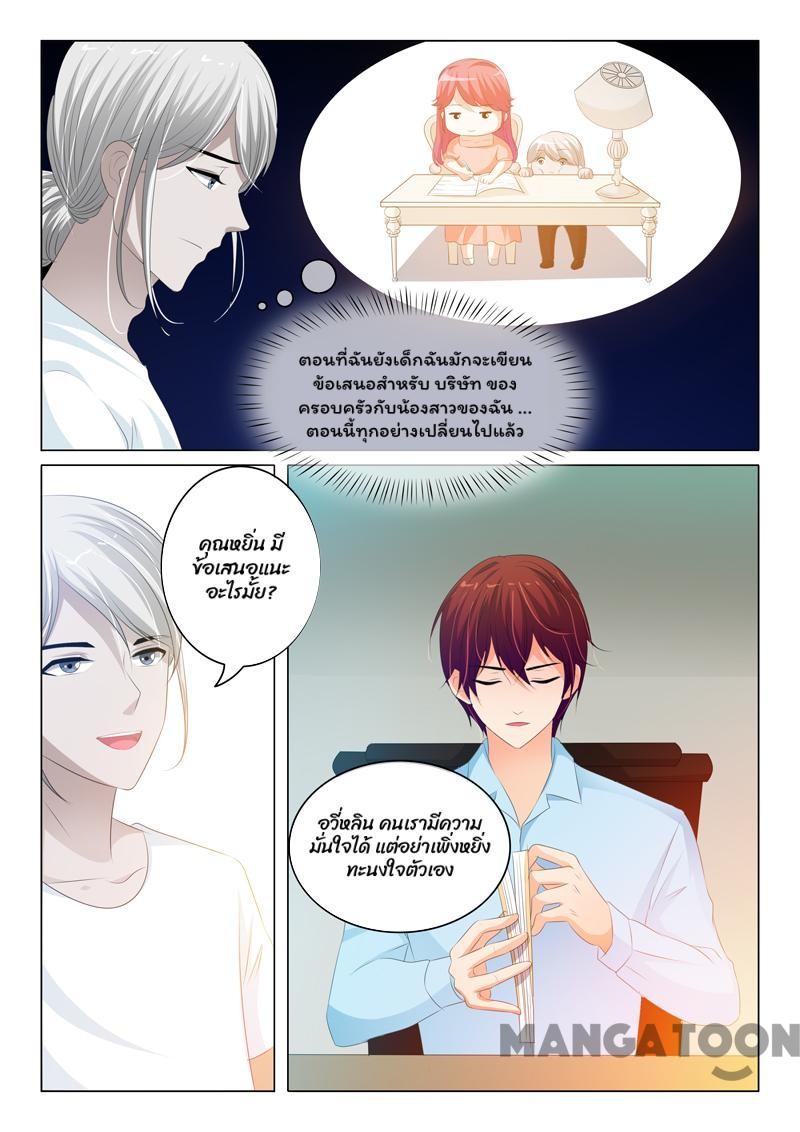 ตอนที่ฉันยังเด็กฉันมักจะเขียน
ข้อเสนอสำหรับ บริษัท ของ
ครอบครัวกับน้องสาวของฉัน ...
ตอนนี้ทุกอย่างเปลี่ยนไปแล้ว
คุณหยิ่น มี
ข้อเสนอแนะ
อะไรมั้ย?
อวี่หลิน คนเรามีความ
มั่นใจได้ แต่อย่าเพิ่งหยิ่ง
ทะนงใจตัวเอง
MANGATOON